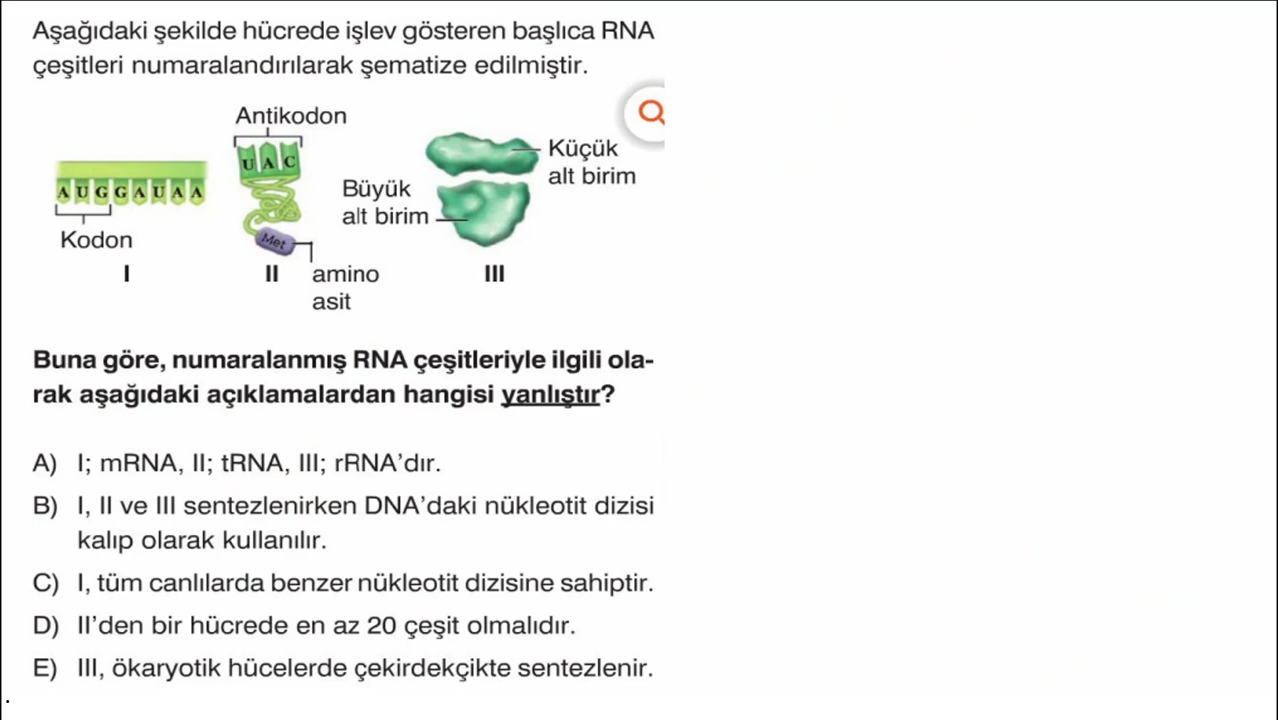 Aşağıdaki şekilde hücrede işlev gösteren başlıca RNA
çeşitleri numaralandırılarak şematize edilmiştir.
Antikodon
UAC
Küçük
alt birim
Büyük
alt birim
AUGGAUAA
Kodon
Met
amino
asit
I
II
III
Buna göre, numaralanmış RNA çeşitleriyle ilgili ola-
rak aşağıdaki açıklamalardan hangisi yanlıştır?
A) I; mRNA, II; tRNA, III; rRNA'dır.
B) I, II ve III sentezlenirken DNA'daki nükleotit dizisi
kalıp olarak kullanılır.
C) I, tüm canlılarda benzer nükleotit dizisine sahiptir.
D) II'den bir hücrede en az 20 çeşit olmalıdır.
E) III, ökaryotik hücelerde çekirdekçikte sentezlenir.
.